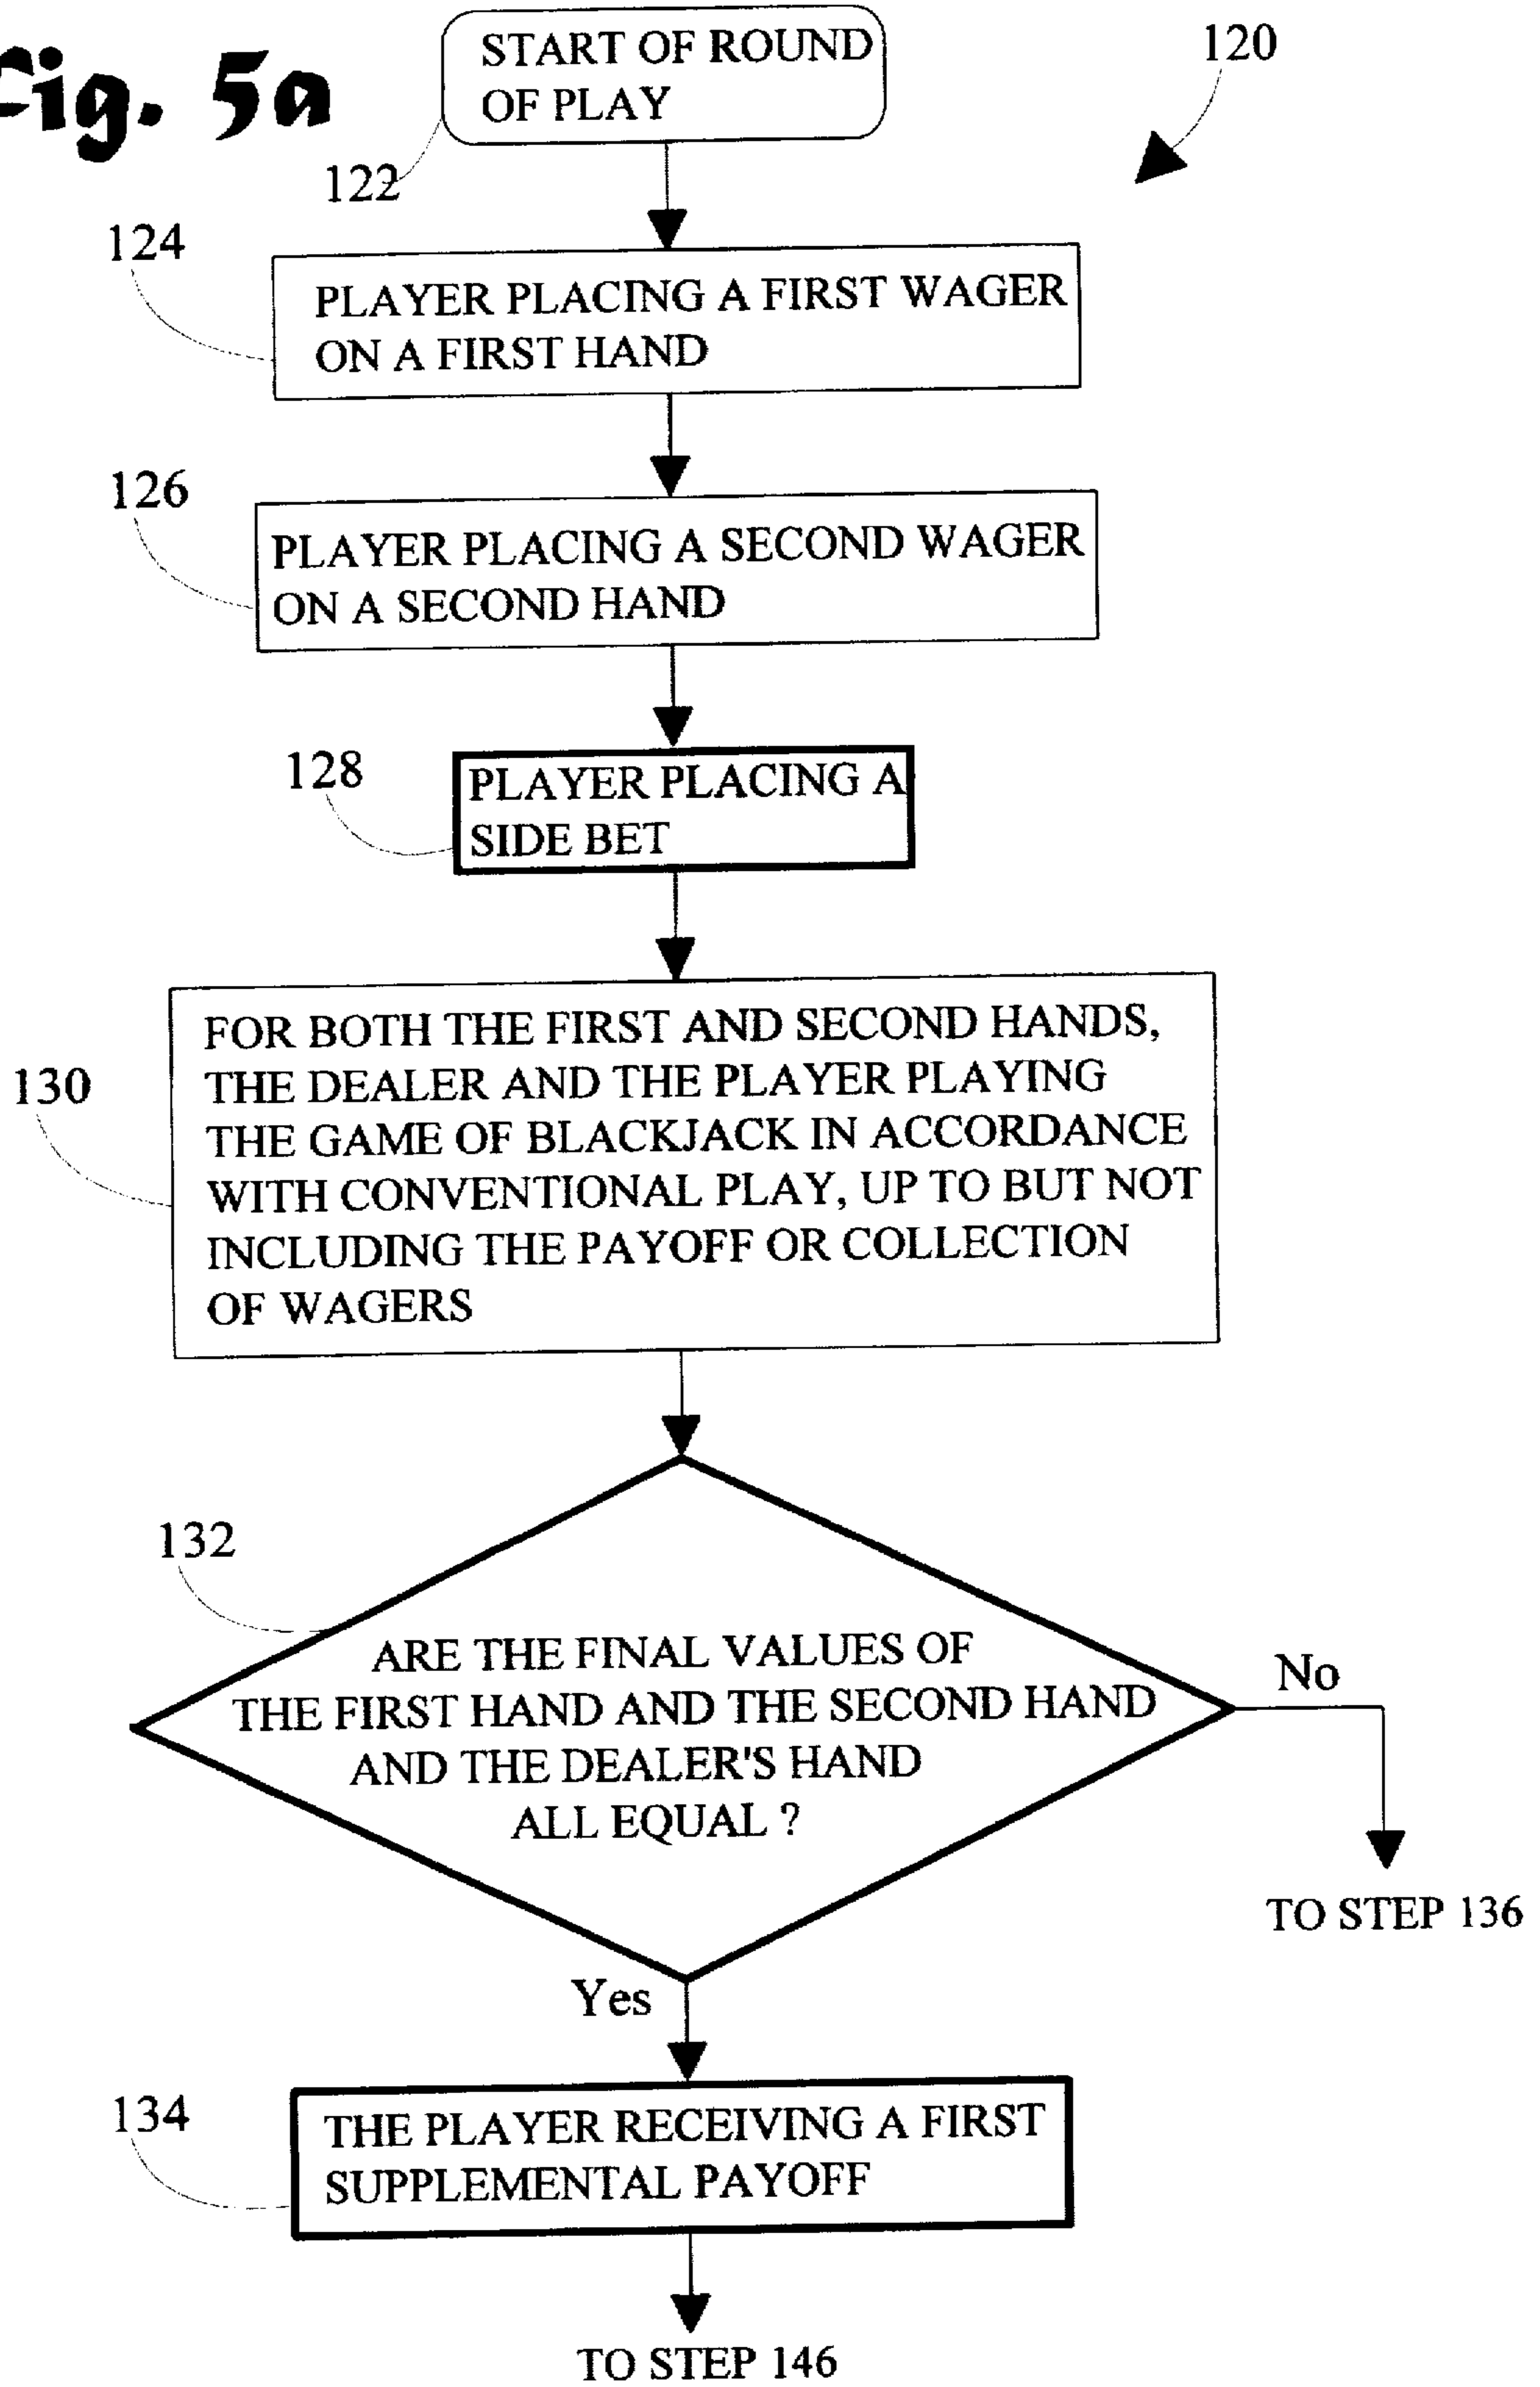 Fig. 5a
START OF ROUND
OF PLAY
120
122
124
PLAYER PLACING A FIRST WAGER
ON A FIRST HAND
126
PLAYER PLACING A SECOND WAGER
ON A SECOND HAND
128
PLAYER PLACING A
SIDE BET
130
FOR BOTH THE FIRST AND SECOND HANDS,
THE DEALER AND THE PLAYER PLAYING
THE GAME OF BLACKJACK IN ACCORDANCE
WITH CONVENTIONAL PLAY, UP TO BUT NOT
INCLUDING THE PAYOFF OR COLLECTION
OF WAGERS
132
ARE THE FINAL VALUES OF
THE FIRST HAND AND THE SECOND HAND
AND THE DEALER'S HAND
ALL EQUAL ?
No
TO STEP 136
Yes
134
THE PLAYER RECEIVING A FIRST
SUPPLEMENTAL PAYOFF
TO STEP 146